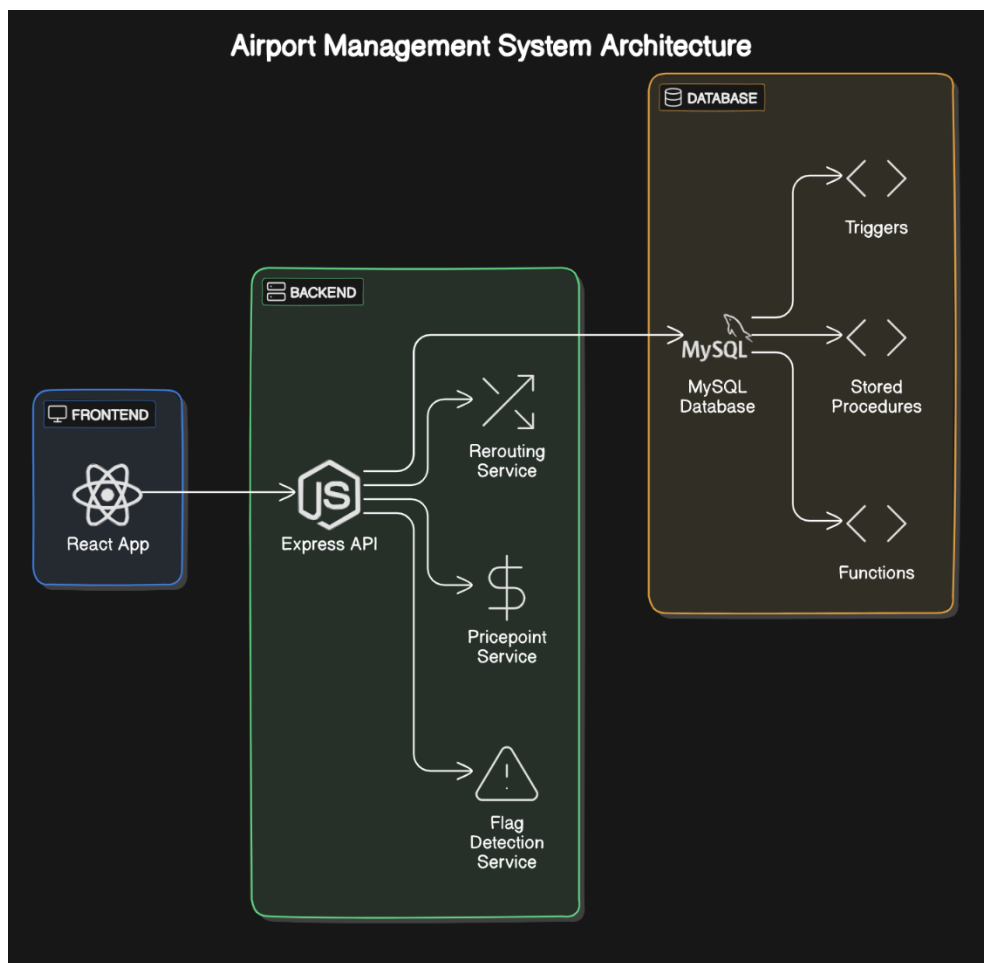 Airport Management System Architecture
DATABASE
Triggers
MySQL
MySQL
Database
Stored
Procedures
Functions
BACKEND
Rerouting
Service
JS
Express API
Pricepoint
Service
Flag
Detection
Service
FRONTEND
React App